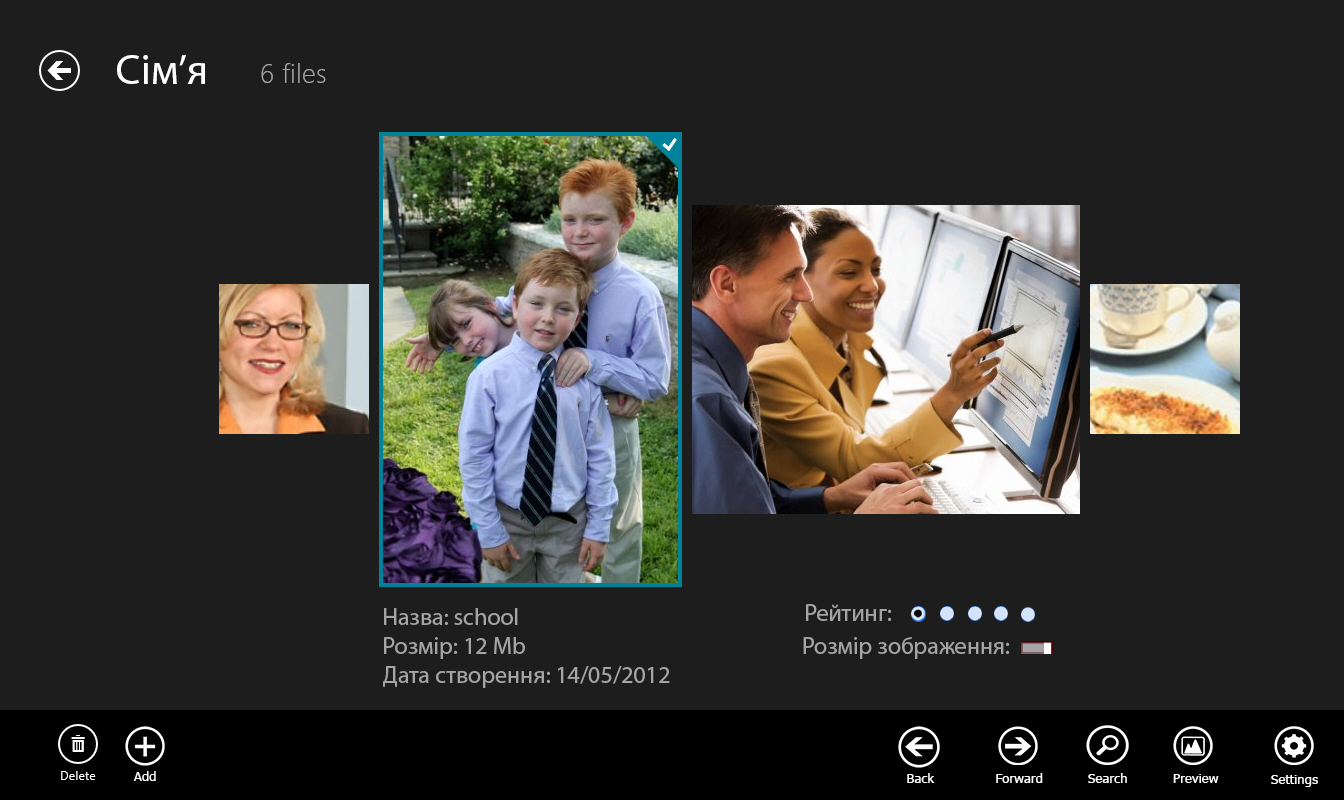 Сім’я 6 files
Назва: school
Розмір: 12 Mb
Дата створення: 14/05/2012
Рейтинг:
Розмір зображення:
Delete Add Back Forward Search Preview Settings